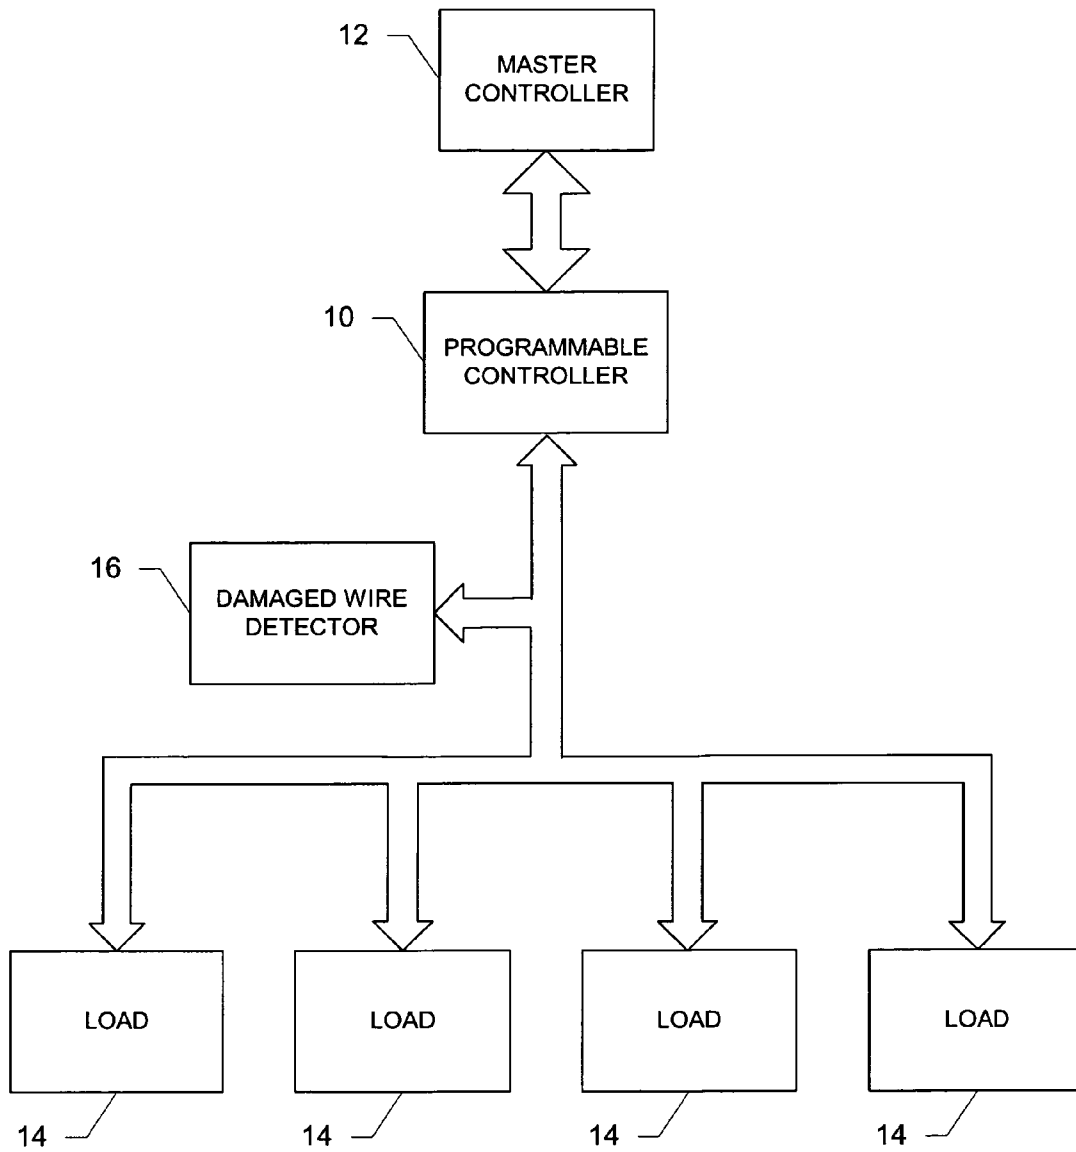 12
MASTER
CONTROLLER
10
PROGRAMMABLE
CONTROLLER
16
DAMAGED WIRE
DETECTOR
LOAD
LOAD
LOAD
LOAD
14
14
14
14